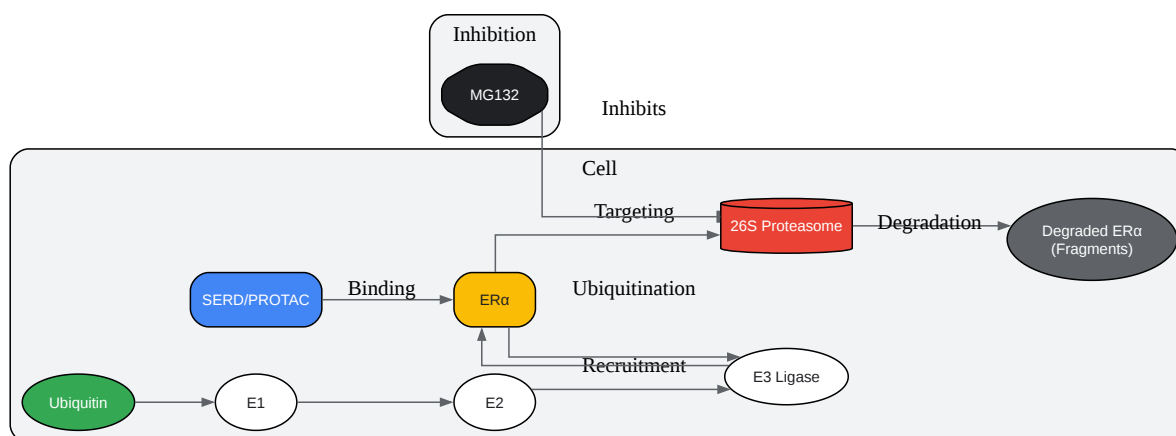 Inhibition
MG132
Inhibits
Cell
Targeting
26S Proteasome
Degradation
Degraded ERα
(Fragments)
SERD/PROTAC
Binding
ERα
Ubiquitination
Recruitment
E3 Ligase
Ubiquitin
E1
E2